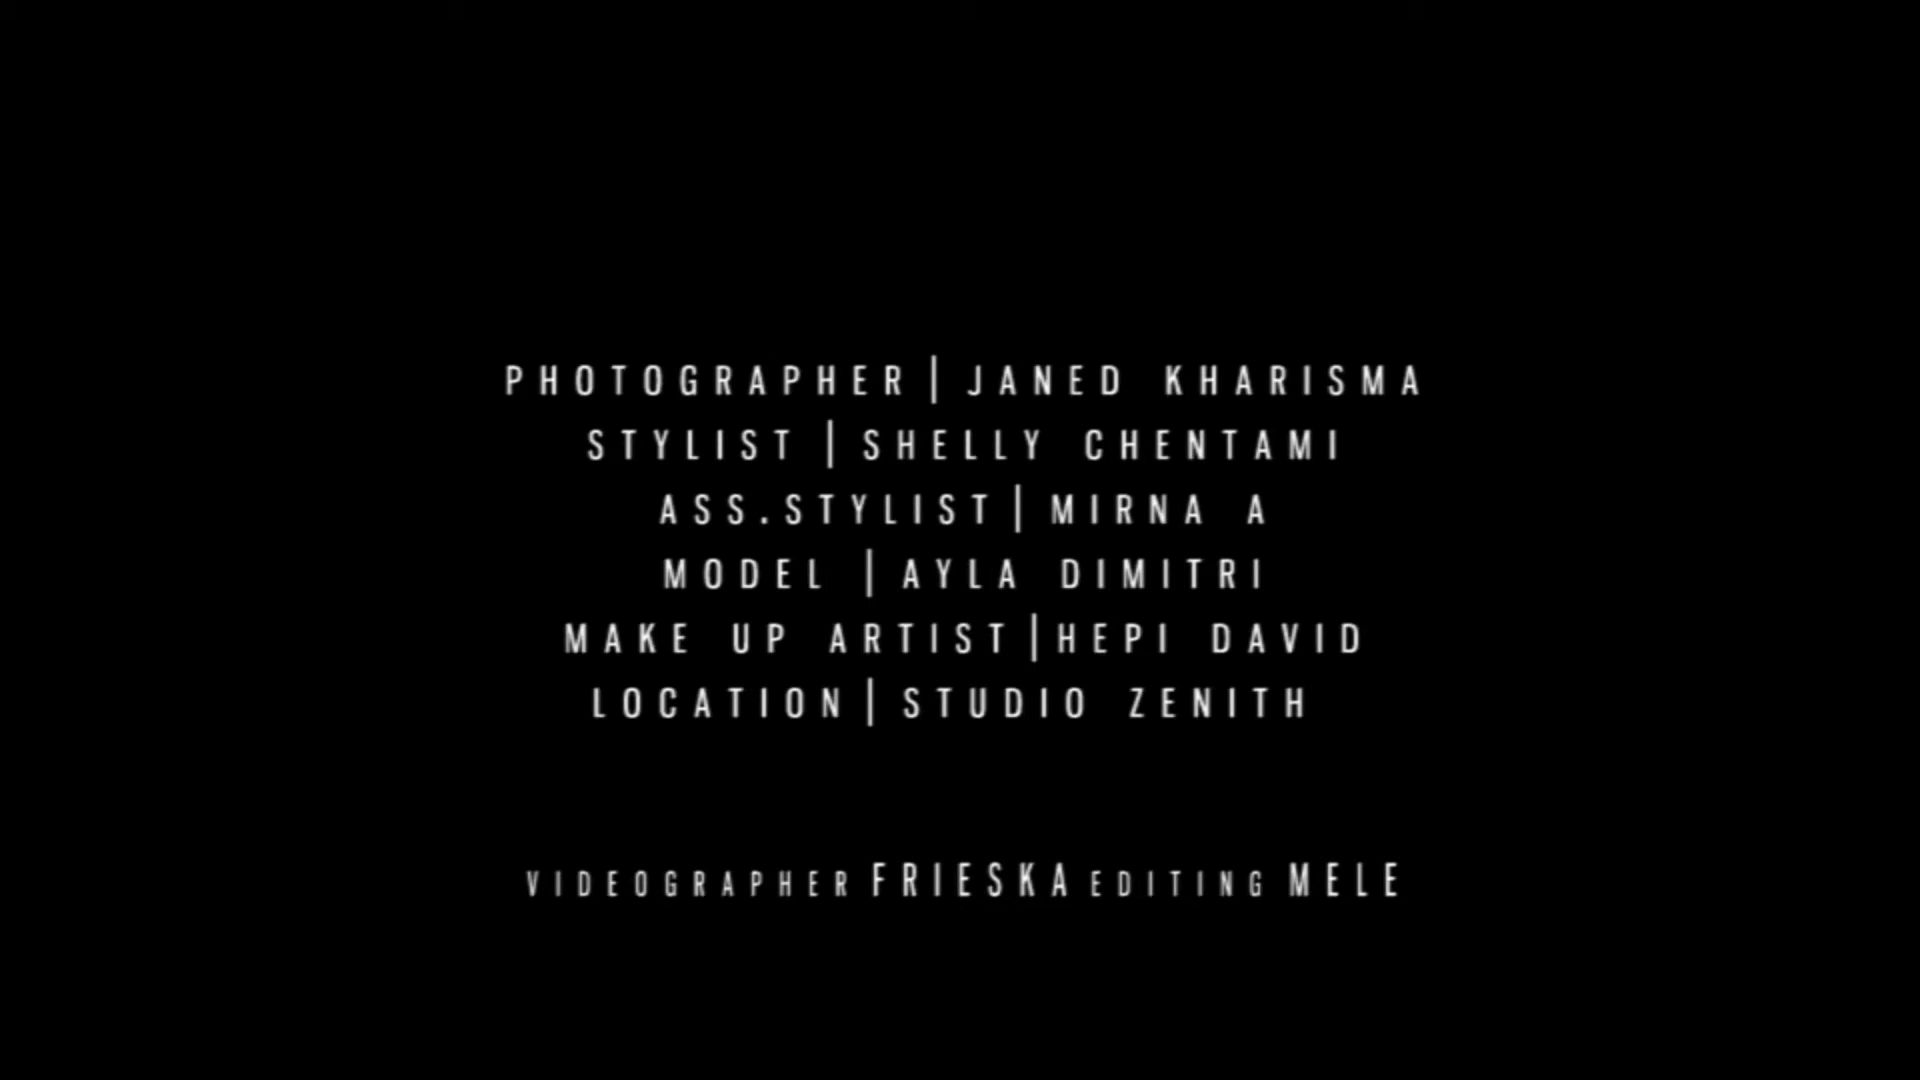 PHOTOGRAPHER| JANED KHARISMA
STYLIST |SHELLY CHENTAMI
ASS.STYLIST|MIRNA A
MODEL |AYLA DIMITRI
MAKE UP ARTIST|HEPI DAVID
LOCATION|STUDIO ZENITH
VIDEOGRAPHER FRIESKA EDITING MELE